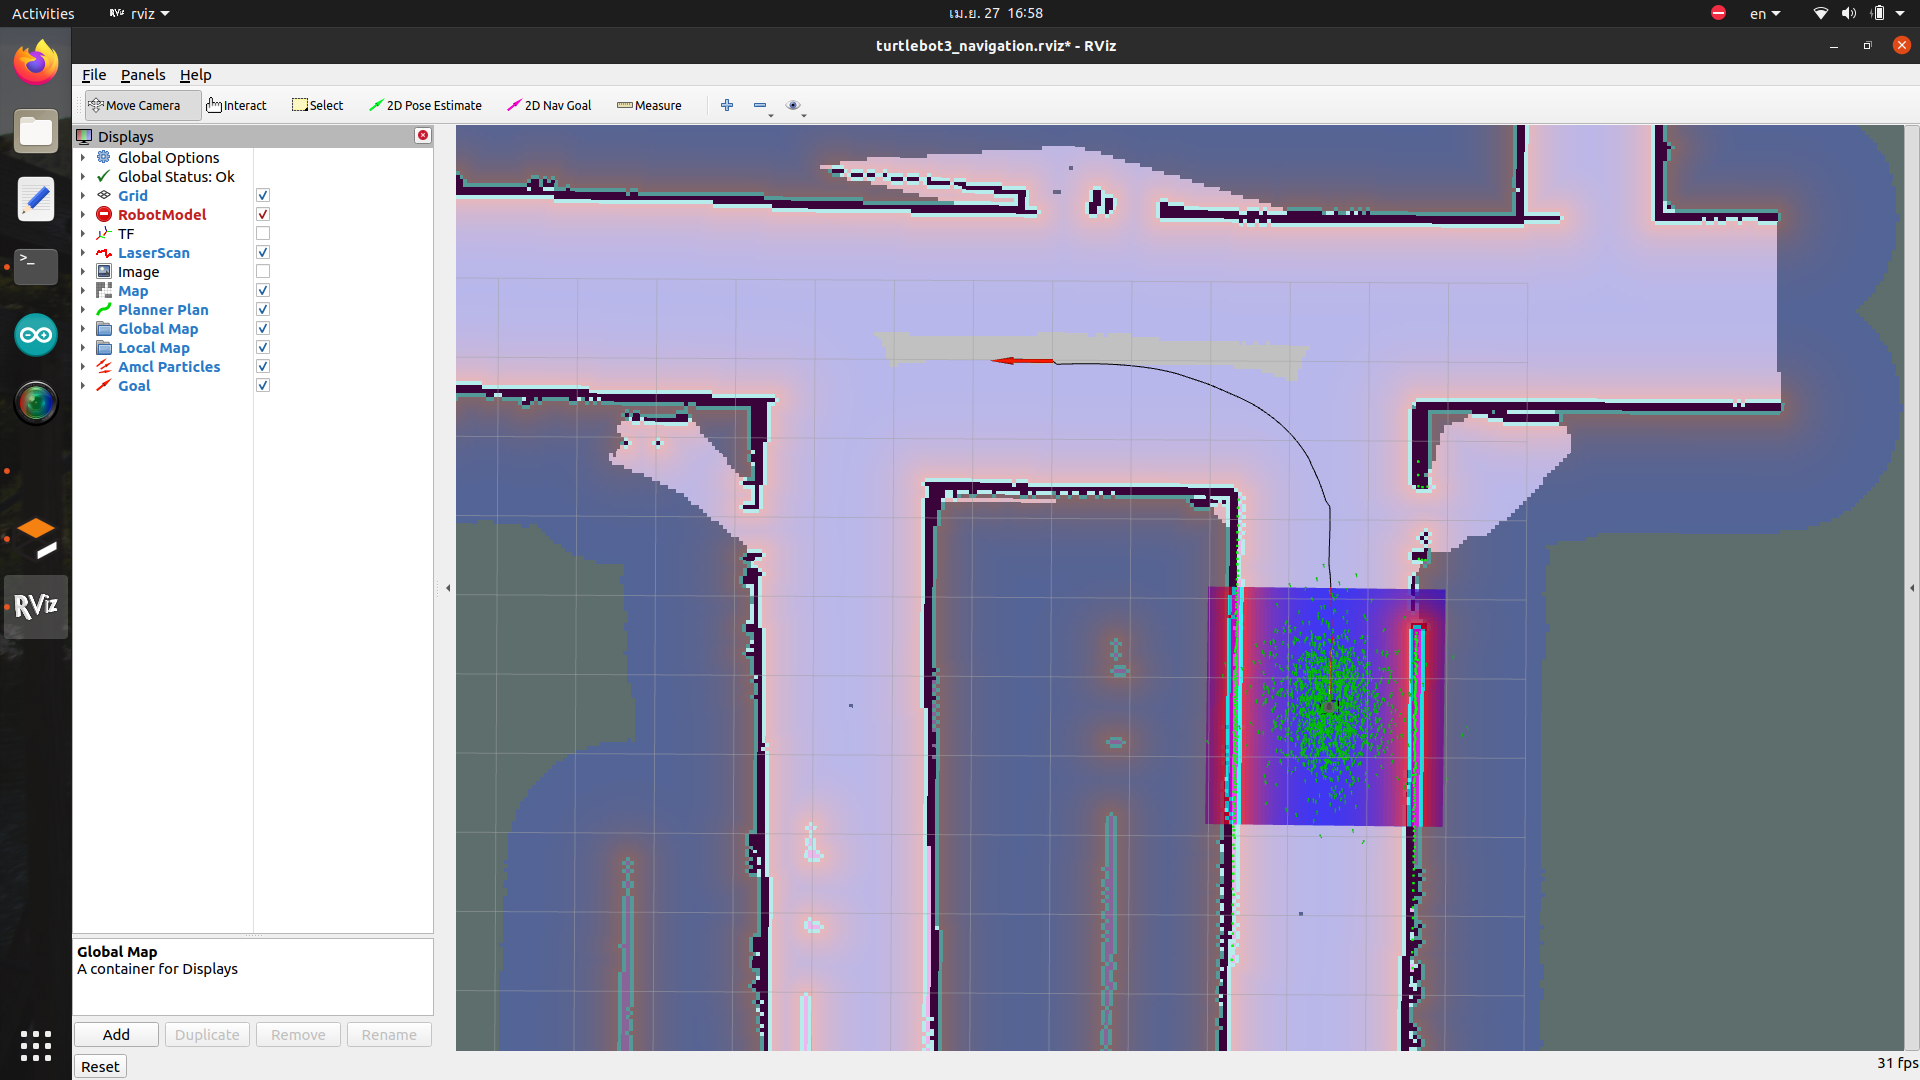 Activities
rviz
เม.ย. 27 16:58
en
turtlebot3_navigation.rviz* - RViz
File Panels Help
Move Camera Interact Select 2D Pose Estimate 2D Nav Goal Measure
Displays
Global Options
Global Status: Ok
Grid
RobotModel
TF
LaserScan
Image
Map
Planner Plan
Global Map
Local Map
Amcl Particles
Goal
RViz
Global Map
A container for Displays
Add Duplicate Remove Rename
Reset
31 fps